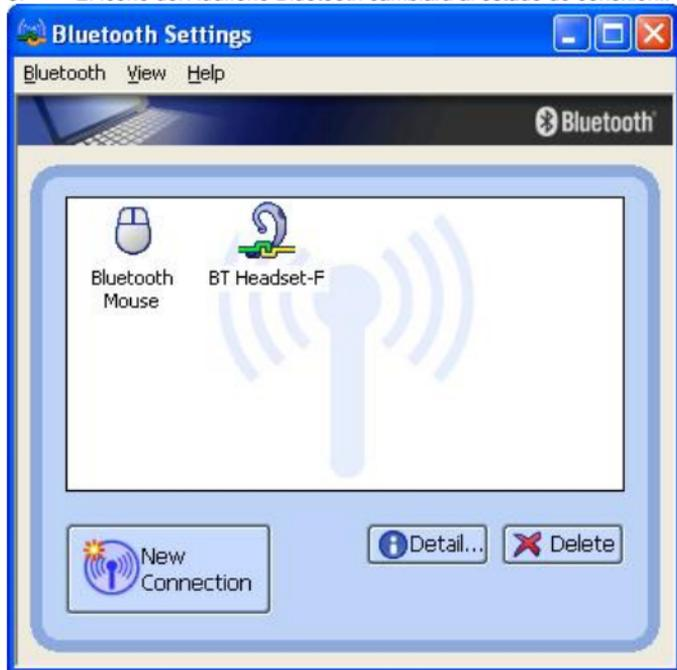 Bluetooth Settings
Bluetooth View Help
Bluetooth
Bluetooth
Mouse
BT Headset-F
New
Connection
Detail...
Delete